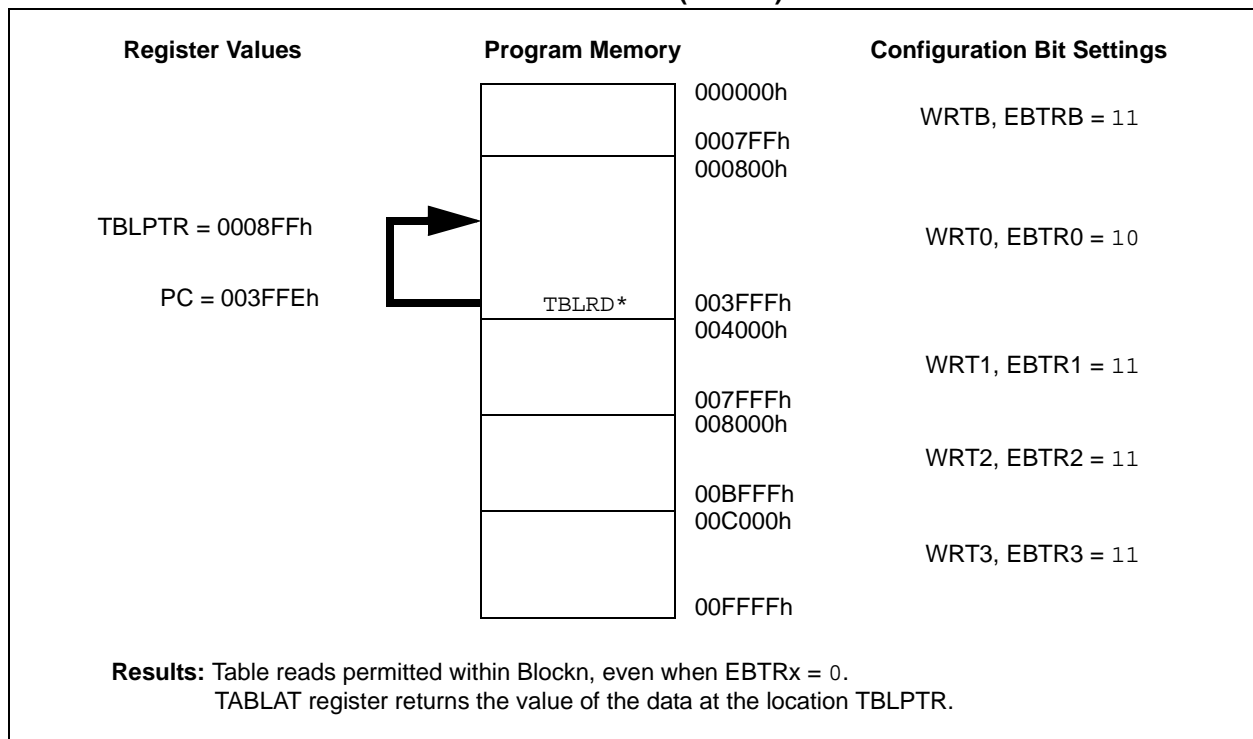 Register Values Program Memory Configuration Bit Settings
000000h
WRTB, EBTRB = 11
0007FFh
000800h
TBLPTR = 0008FFh
WRT0, EBTR0 = 10
PC = 003FFEh
TBLRD*
003FFFh
004000h
WRT1, EBTR1 = 11
007FFFh
008000h
WRT2, EBTR2 = 11
00BFFFh
00C000h
WRT3, EBTR3 = 11
00FFFFh
Results: Table reads permitted within Blockn, even when EBTRx = 0.
TABLAT register returns the value of the data at the location TBLPTR.